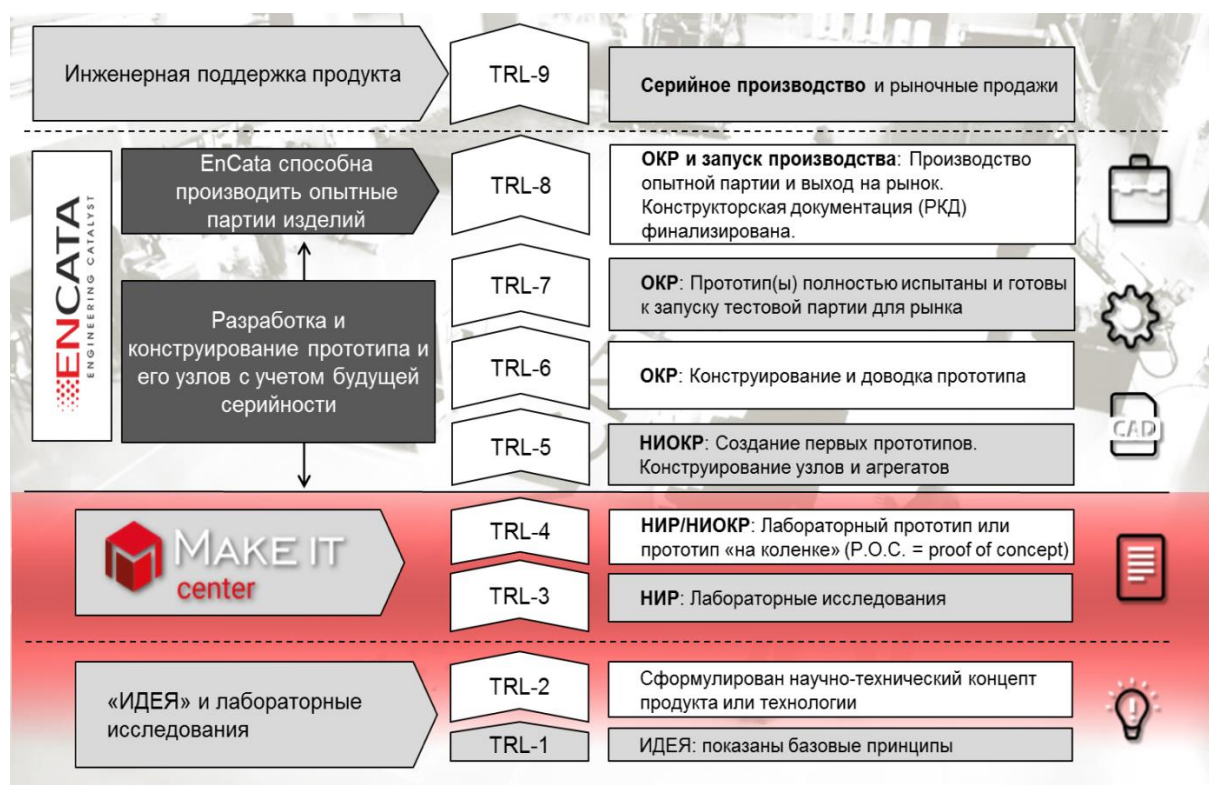 Инженерная поддержка продукта
TRL-9
Серийное производство и рыночные продажи
ENCATA
ENGINEERING CATALYST
EnCata способна
производить опытные
партии изделий
TRL-8
ОКР и запуск производства: Производство
опытной партии и выход на рынок.
Конструкторская документация (РКД)
финализирована.
TRL-7
ОКР: Прототип(ы) полностью испытаны и готовы
к запуску тестовой партии для рынка
Разработка и
конструирование прототипа и
его узлов с учетом будущей
серийности
TRL-6
ОКР: Конструирование и доводка прототипа
TRL-5
НИОКР: Создание первых прототипов.
Конструирование узлов и агрегатов
CAD
MAKE IT
center
TRL-4
НИР/НИОКР: Лабораторный прототип или
прототип «на коленке» (P.O.C. = proof of concept)
TRL-3
НИР: Лабораторные исследования
«ИДЕЯ» и лабораторные
исследования
TRL-2
Сформулирован научно-технический концепт
продукта или технологии
TRL-1
ИДЕЯ: показаны базовые принципы